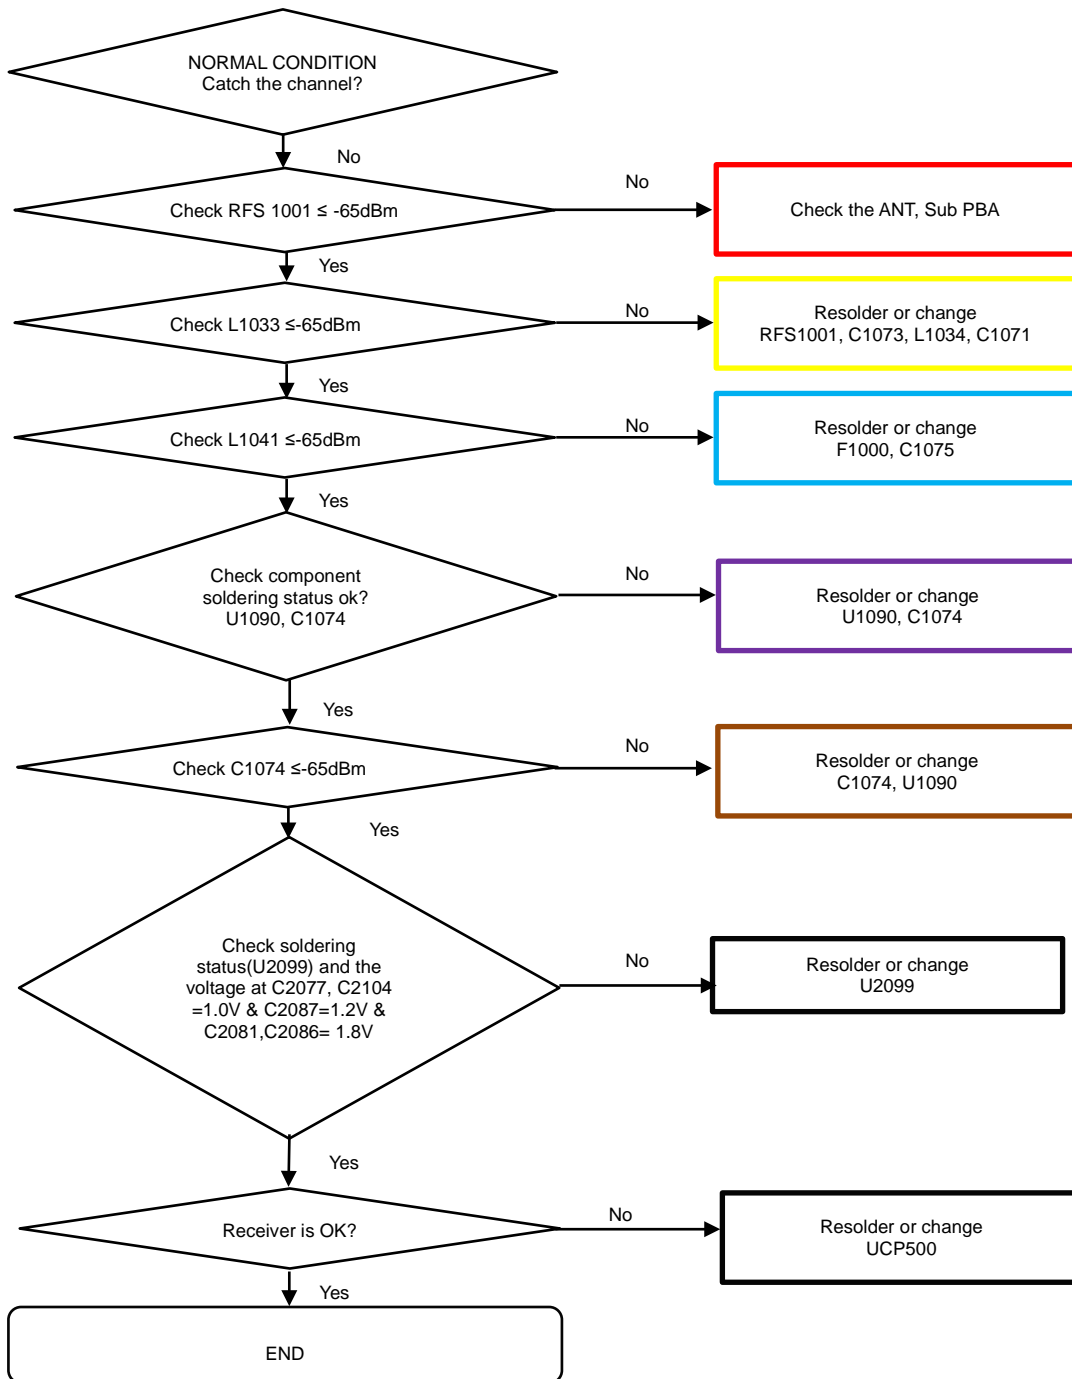 NORMAL CONDITION
Catch the channel?
No
Check RFS 1001 ≤ -65dBm
No
Check the ANT, Sub PBA
Yes
Check L1033 ≤-65dBm
No
Resolder or change
RFS1001, C1073, L1034, C1071
Yes
Check L1041 ≤-65dBm
No
Resolder or change
F1000, C1075
Yes
Check component
soldering status ok?
U1090, C1074
No
Resolder or change
U1090, C1074
Yes
Check C1074 ≤-65dBm
No
Resolder or change
C1074, U1090
Yes
Check soldering
status(U2099) and the
voltage at C2077, C2104
=1.0V & C2087=1.2V &
C2081,C2086= 1.8V
No
Resolder or change
U2099
Yes
Receiver is OK?
No
Resolder or change
UCP500
Yes
END